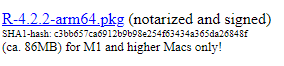 R-4.2.2-arm64.pkg (notarized and signed)
SHA1-hash: c3bb657ca6912b9b98e254f63434a365da26848f
(ca. 86MB) for M1 and higher Macs only!